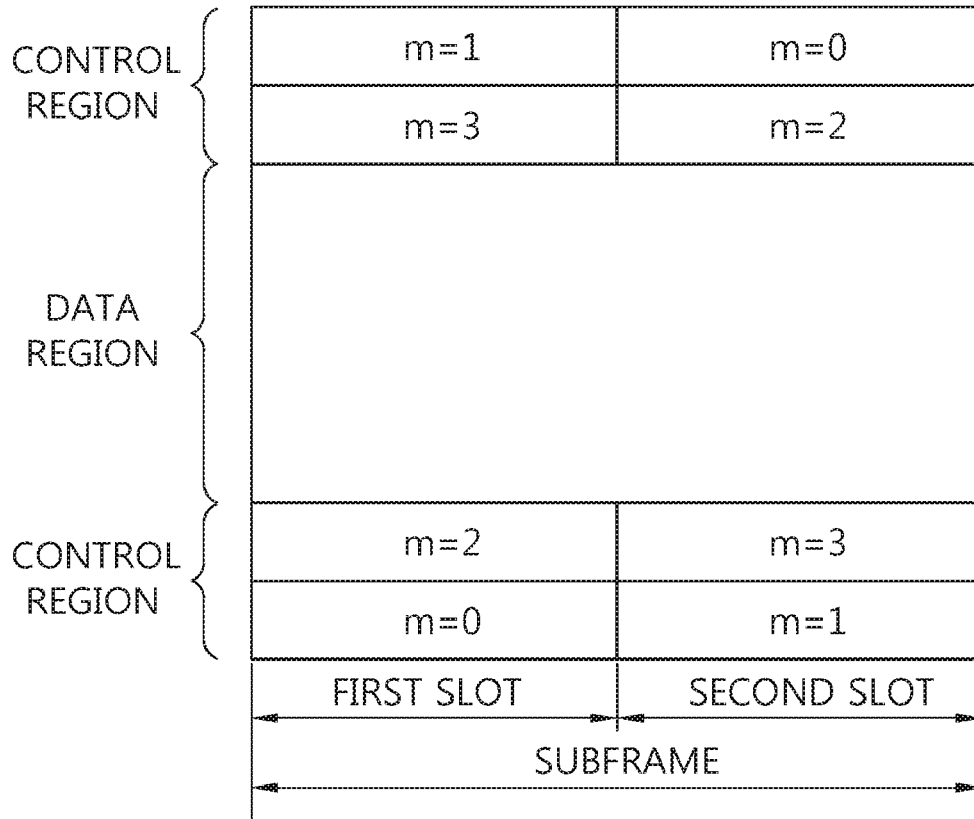 CONTROL
REGION
m=1
m=0
m=3
m=2
DATA
REGION
CONTROL
REGION
m=2
m=3
m=0
m=1
FIRST SLOT
SECOND SLOT
SUBFRAME